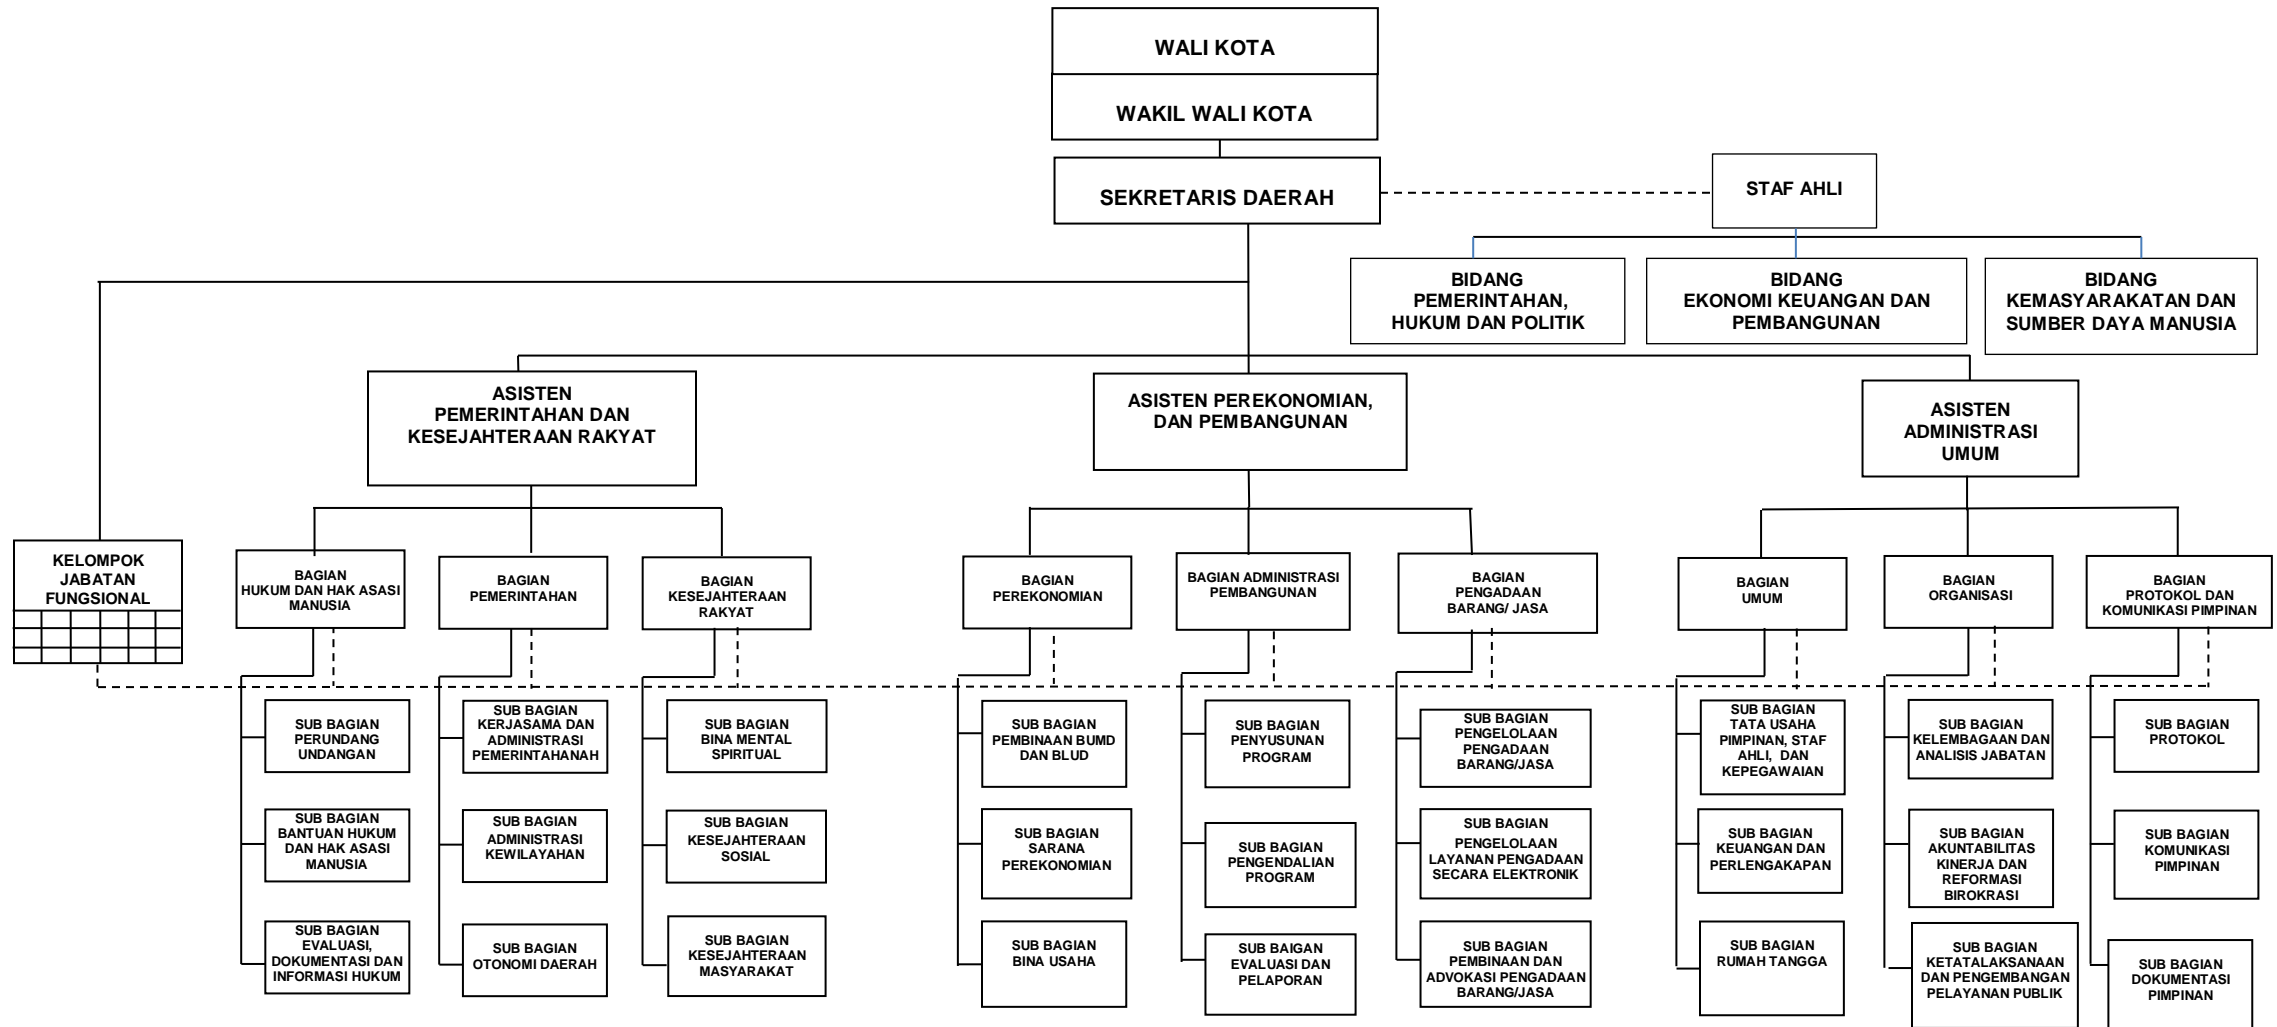 WALI KOTA
WAKIL WALI KOTA
SEKRETARIS DAERAH
STAF AHLI
BIDANG
PEMERINTAHAN,
HUKUM DAN POLITIK
BIDANG
EKONOMI KEUANGAN DAN
PEMBANGUNAN
BIDANG
KEMASYARAKATAN DAN
SUMBER DAYA MANUSIA
ASISTEN
PEMERINTAHAN DAN
KESEJAHTERAAN RAKYAT
ASISTEN PEREKONOMIAN,
DAN PEMBANGUNAN
ASISTEN
ADMINISTRASI
UMUM
KELOMPOK
JABATAN
FUNGSIONAL
BAGIAN
HUKUM DAN HAK ASASI
MANUSIA
BAGIAN
PEMERINTAHAN
BAGIAN
KESEJAHTERAAN
RAKYAT
BAGIAN
PEREKONOMIAN
BAGIAN ADMINISTRASI
PEMBANGUNAN
BAGIAN
PENGADAAN
BARANG/ JASA
BAGIAN
UMUM
BAGIAN
ORGANISASI
BAGIAN
PROTOKOL DAN
KOMUNIKASI PIMPINAN
SUB BAGIAN
PERUNDANG
UNDANGAN
SUB BAGIAN
KERJASAMA DAN
ADMINISTRASI
PEMERINTAHANAH
SUB BAGIAN
BINA MENTAL
SPIRITUAL
SUB BAGIAN
PEMBINAAN BUMD
DAN BLUD
SUB BAGIAN
PENYUSUNAN
PROGRAM
SUB BAGIAN
PENGELOLAAN
PENGADAAN
BARANG/JASA
SUB BAGIAN
TATA USAHA
PIMPINAN, STAF
AHLI, DAN
KEPEGAWAIAN
SUB BAGIAN
KELEMBAGAAN DAN
ANALISIS JABATAN
SUB BAGIAN
PROTOKOL
SUB BAGIAN
BANTUAN HUKUM
DAN HAK ASASI
MANUSIA
SUB BAGIAN
ADMINISTRASI
KEWILAYAHAN
SUB BAGIAN
KESEJAHTERAAN
SOSIAL
SUB BAGIAN
SARANA
PEREKONOMIAN
SUB BAGIAN
PENGENDALIAN
PROGRAM
SUB BAGIAN
PENGELOLAAN
LAYANAN PENGADAAN
SECARA ELEKTRONIK
SUB BAGIAN
KEUANGAN DAN
PERLENGAKAPAN
SUB BAGIAN
AKUNTABILITAS
KINERJA DAN
REFORMASI
BIROKRASI
SUB BAGIAN
KOMUNIKASI
PIMPINAN
SUB BAGIAN
EVALUASI,
DOKUMENTASI DAN
INFORMASI HUKUM
SUB BAGIAN
OTONOMI DAERAH
SUB BAGIAN
KESEJAHTERAAN
MASYARAKAT
SUB BAGIAN
BINA USAHA
SUB BAIGAN
EVALUASI DAN
PELAPORAN
SUB BAGIAN
PEMBINAAN DAN
ADVOKASI PENGADAAN
BARANG/JASA
SUB BAGIAN
RUMAH TANGGA
SUB BAGIAN
KETATALAKSANAAN
DAN PENGEMBANGAN
PELAYANAN PUBLIK
SUB BAGIAN
DOKUMENTASI
PIMPINAN